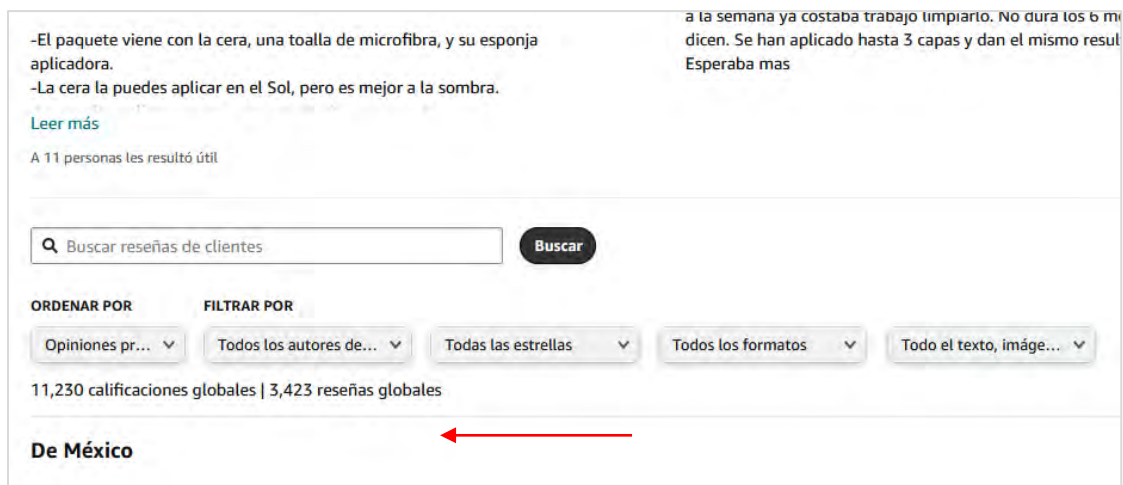 -El paquete viene con la cera, una toalla de microfibra, y su esponja
aplicadora.
-La cera la puedes aplicar en el Sol, pero es mejor a la sombra.
Leer más
A 11 personas les resultó útil
a la semana ya costaba trabajo limpiarlo. No dura los 6
dicen. Se han aplicado hasta 3 capas y dan el mismo
Esperaba mas
Buscar reseñas de clientes
Buscar
ORDENAR POR FILTRAR POR
Opiniones pr... Todos los autores de... Todas las estrellas Todos los formatos Todo el texto, imáge...
11,230 calificaciones globales | 3,423 reseñas globales
De México